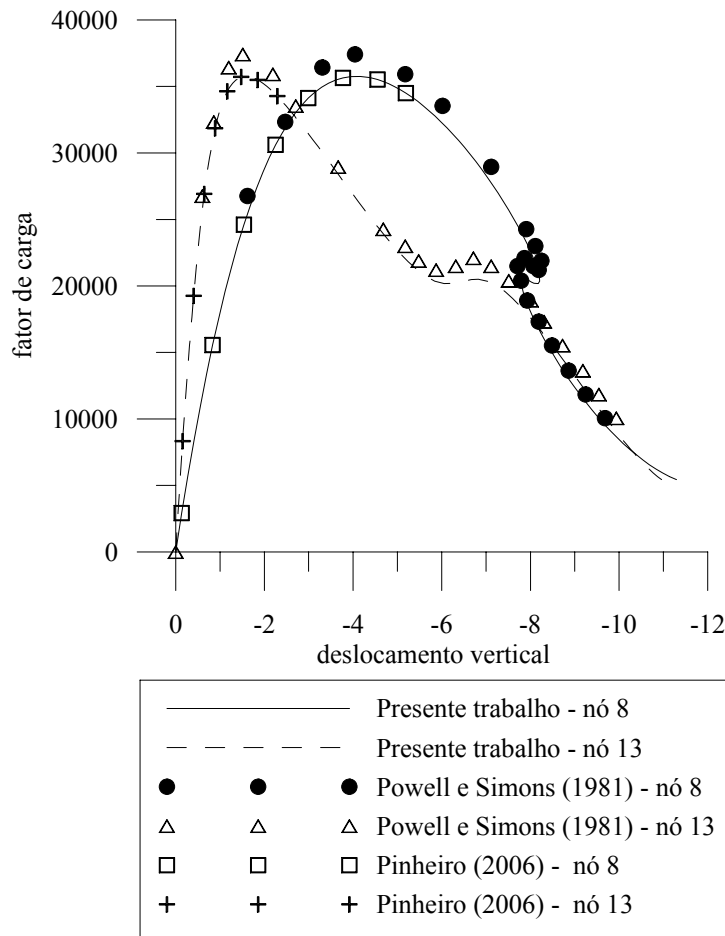 40000
30000
20000
10000
0
fator de carga
0 -2 -4 -6 -8 -10 -12
deslocamento vertical
Presente trabalho - nó 8
Presente trabalho - nó 13
Powell e Simons (1981) - nó 8
Powell e Simons (1981) - nó 13
Pinheiro (2006) - nó 8
Pinheiro (2006) - nó 13